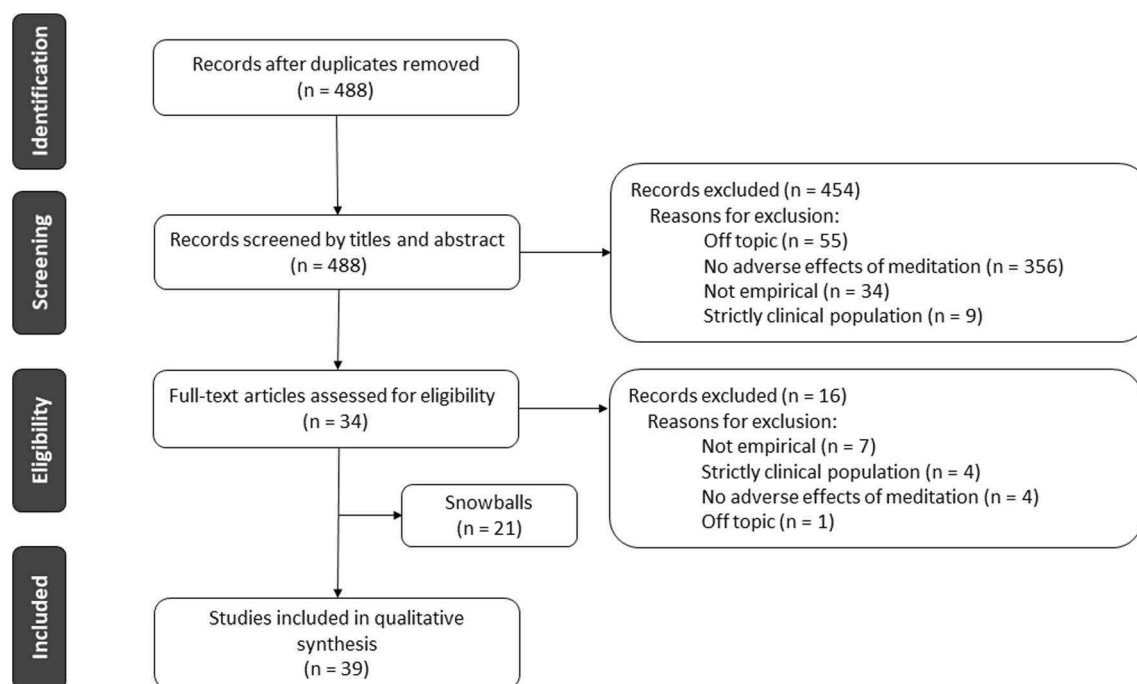 Identification
Records after duplicates removed
(n = 488)
Screening
Records screened by titles and abstract
(n = 488)
Records excluded (n = 454)
Reasons for exclusion:
Off topic (n = 55)
No adverse effects of meditation (n = 356)
Not empirical (n = 34)
Strictly clinical population (n = 9)
Eligibility
Full-text articles assessed for eligibility
(n = 34)
Records excluded (n = 16)
Reasons for exclusion:
Not empirical (n = 7)
Strictly clinical population (n = 4)
No adverse effects of meditation (n = 4)
Off topic (n = 1)
Snowballs
(n = 21)
Included
Studies included in qualitative
synthesis
(n = 39)